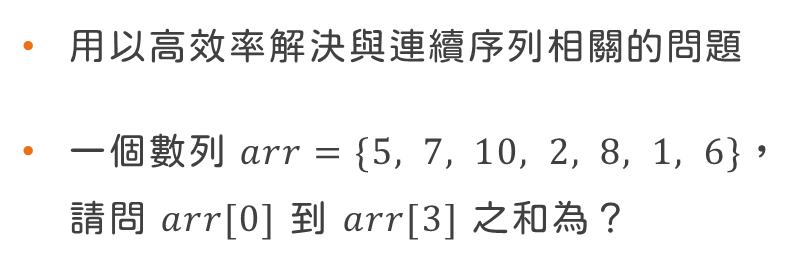 • 用以高效率解決與連續序列相關的問題
• 一個數列 arr = {5, 7, 10, 2, 8, 1, 6}，
請問 arr[0] 到 arr[3] 之和為？